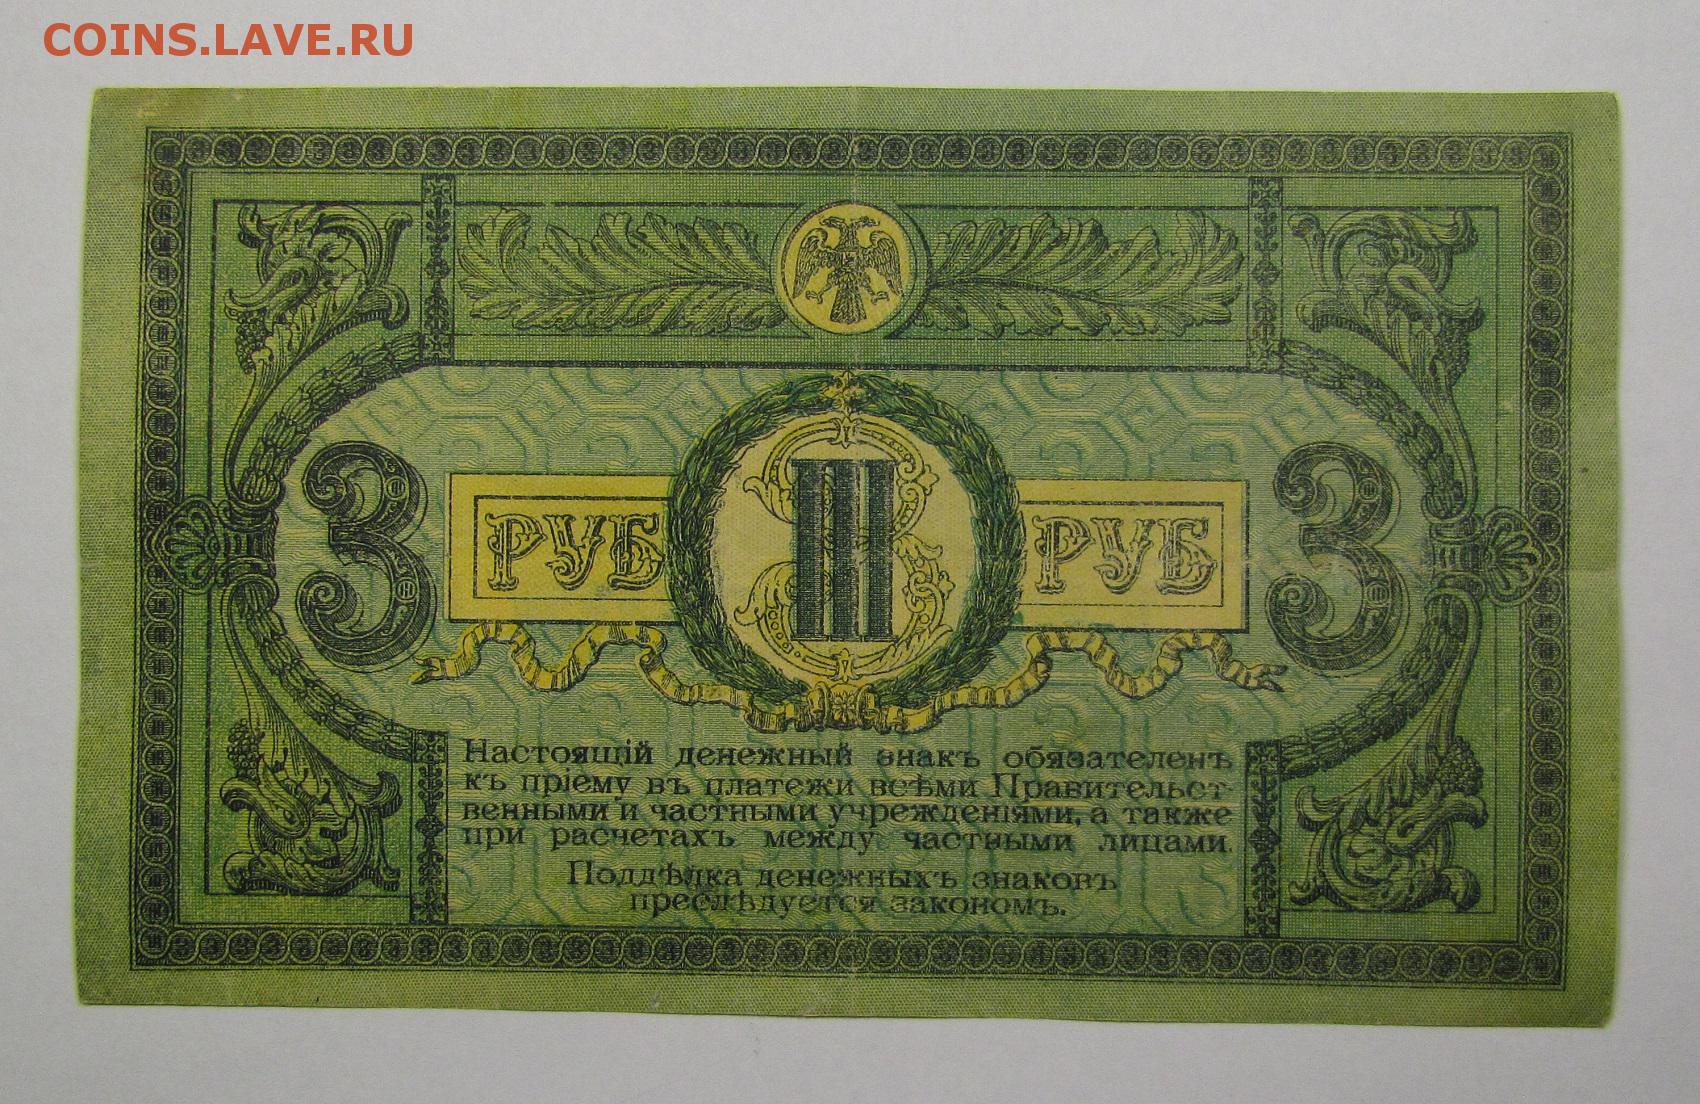 COINS.LAVE.RU
3 РУБ III РУБ 3
Настоящій денежный знакъ обязателенъ
къ пріему въ платежи всѣми Правительст-
венными и частными учрежденіями, а также
при расчетахъ между частными лицами.
Поддѣлка денежныхъ знаковъ
преслѣдуется закономъ.